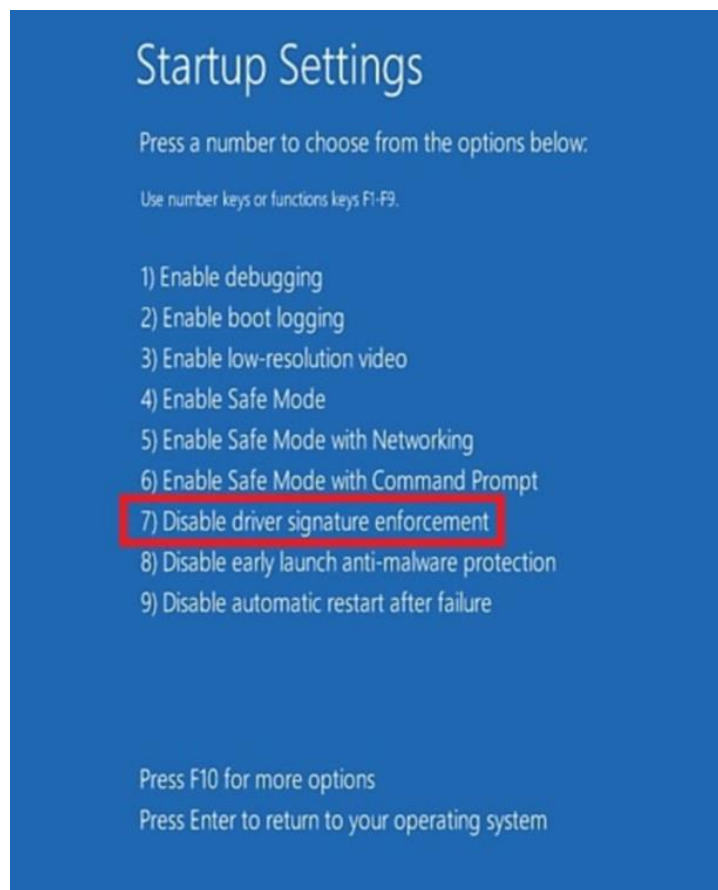 Startup Settings
Press a number to choose from the options below:
Use number keys or functions keys F1-F9.
1) Enable debugging
2) Enable boot logging
3) Enable low-resolution video
4) Enable Safe Mode
5) Enable Safe Mode with Networking
6) Enable Safe Mode with Command Prompt
7) Disable driver signature enforcement
8) Disable early launch anti-malware protection
9) Disable automatic restart after failure
Press F10 for more options
Press Enter to return to your operating system